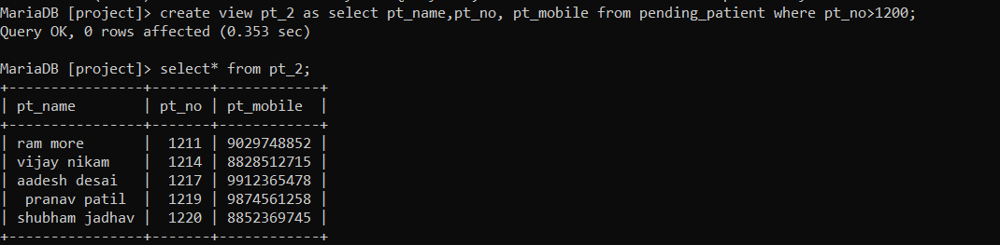 MariaDB [project]> create view pt_2 as select pt_name,pt_no, pt_mobile from pending_patient where pt_no>1200;
Query OK, 0 rows affected (0.353 sec)
MariaDB [project]> select* from pt_2;
+----------------+-------+------------+
| pt_name        | pt_no | pt_mobile  |
+----------------+-------+------------+
| ram more       |  1211 | 9029748852 |
| vijay nikam    |  1214 | 8828512715 |
| aadesh desai   |  1217 | 9912365478 |
|  pranav patil  |  1219 | 9874561258 |
| shubham jadhav |  1220 | 8852369745 |
+----------------+-------+------------+